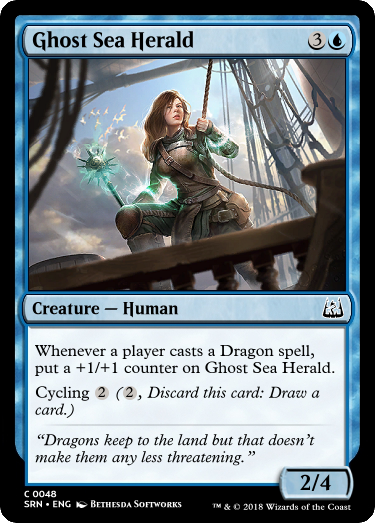 Ghost Sea Herald 3
Creature — Human
Whenever a player casts a Dragon spell,
put a +1/+1 counter on Ghost Sea Herald.
Cycling 2 (2, Discard this card: Draw a
card.)
“Dragons keep to the land but that doesn’t
make them any less threatening.”
2/4
C 0048
SRN • ENG Bethesda Softworks
™ & © 2018 Wizards of the Coast